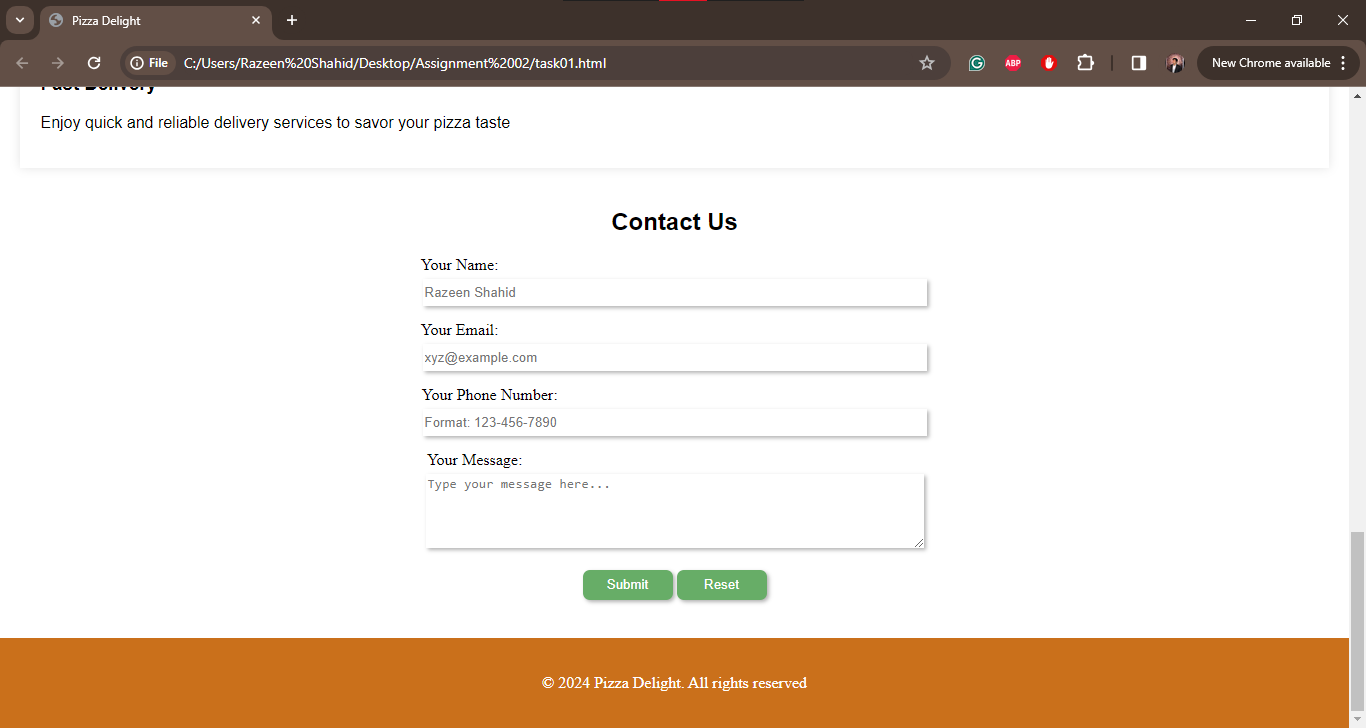 Pizza Delight
File C:/Users/Razeen%20Shahid/Desktop/Assignment%2002/task01.html ABP New Chrome available
Fast Delivery
Enjoy quick and reliable delivery services to savor your pizza taste
Contact Us
Your Name:
Razeen Shahid
Your Email:
xyz@example.com
Your Phone Number:
Format: 123-456-7890
Your Message:
Type your message here...
Submit Reset
© 2024 Pizza Delight. All rights reserved